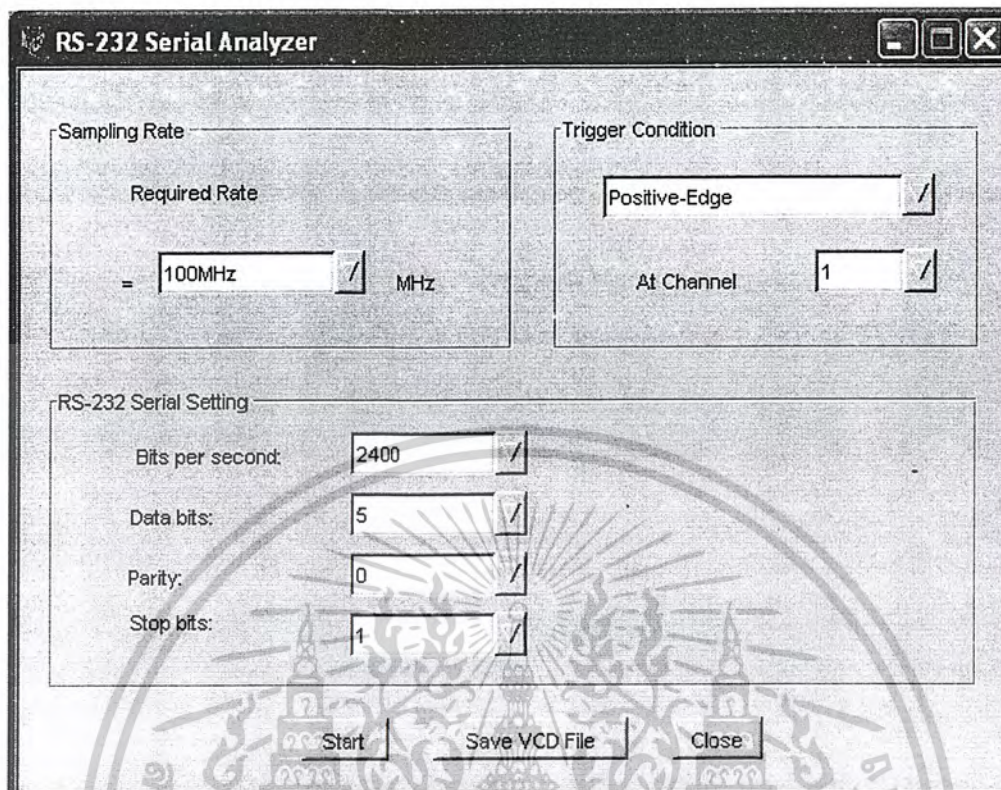 RS-232 Serial Analyzer
Sampling Rate
Required Rate
= 100MHz MHz
Trigger Condition
Positive-Edge
At Channel 1
RS-232 Serial Setting
Bits per second: 2400
Data bits: 5
Parity: 0
Stop bits: 1
Start Save VCD File Close